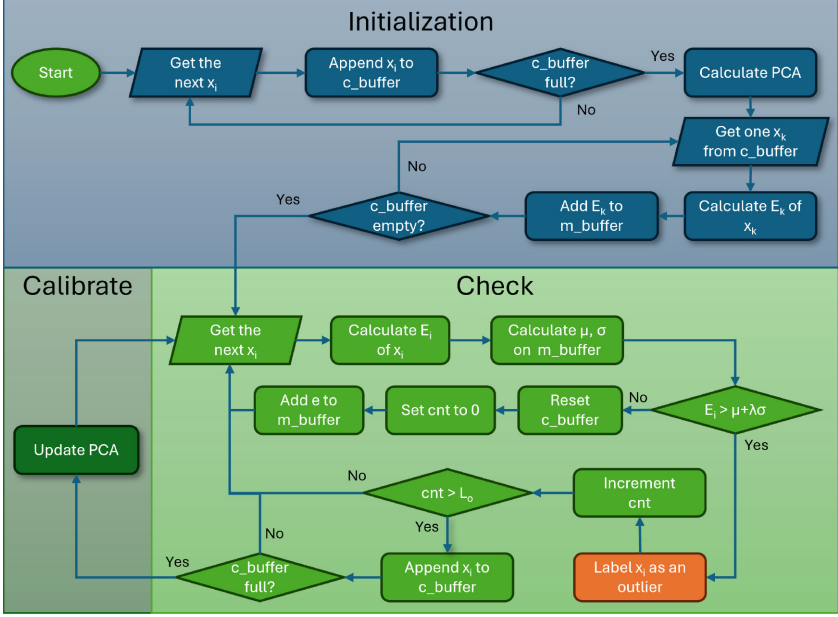 Initialization
Start
Get the
next xᵢ
Append xᵢ to
c_buffer
c_buffer
full?
Yes
No
Calculate PCA
Get one xₖ
from c_buffer
No
Yes
c_buffer
empty?
Add Eₖ to
m_buffer
Calculate Eₖ of
xₖ
Calibrate
Check
Get the
next xᵢ
Calculate Eᵢ
of xᵢ
Calculate μ, σ
on m_buffer
Add e to
m_buffer
Set cnt to 0
Reset
c_buffer
No
Eᵢ > μ+λσ
Yes
Update PCA
No
cnt > Lₒ
Yes
Increment
cnt
No
Yes
c_buffer
full?
Append xᵢ to
c_buffer
Label xᵢ as an
outlier